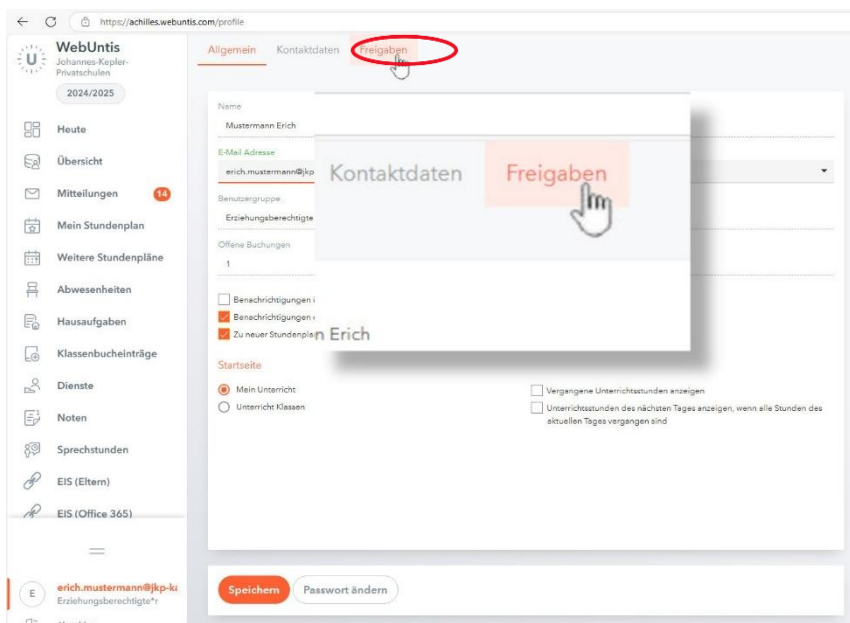 https://achilles.webuntis.com/profile
WebUntis
Johannes-Kepler-
Privatschulen
2024/2025
Heute
Übersicht
Mitteilungen 14
Mein Stundenplan
Weitere Stundenpläne
Abwesenheiten
Hausaufgaben
Klassenbucheinträge
Dienste
Noten
Sprechstunden
EIS (Eltern)
EIS (Office 365)
E
erich.mustermann@jkp-ka
Erziehungsberechtigte*r
Allgemein Kontaktdaten Freigaben
Name
Mustermann Erich
E-Mail Adresse
erich.mustermann@jkp
Benutzergruppe
Erziehungsberechtigte
Offene Buchungen
1
Benachrichtigungen
Benachrichtigungen
Zu neuer Stundenplan
Kontaktdaten Freigaben
n Erich
Startseite
Mein Unterricht
Unterricht Klassen
Vergangene Unterrichtsstunden anzeigen
Unterrichtsstunden des nächsten Tages anzeigen, wenn alle Stunden des
aktuellen Tages vergangen sind
Speichern Passwort ändern